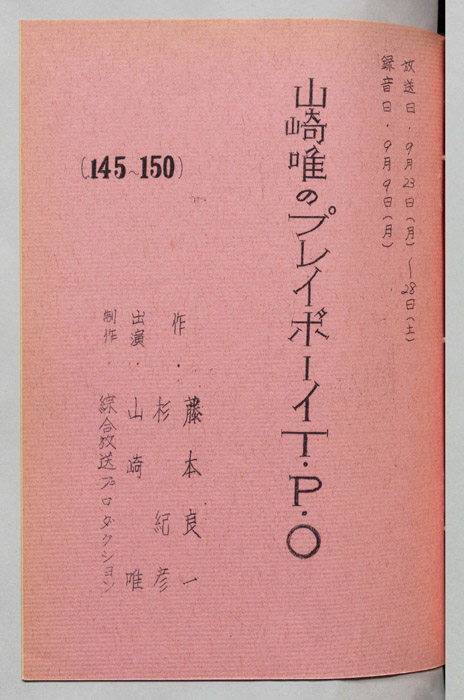 放送日・9月23日(月)〜28日(土)
録音日・9月9日(月)
山崎唯のプレイボーイT・P・O
(145~150)
作・藤本良一
杉紀彦
出演・山崎唯
制作・綜合放送プロダクション